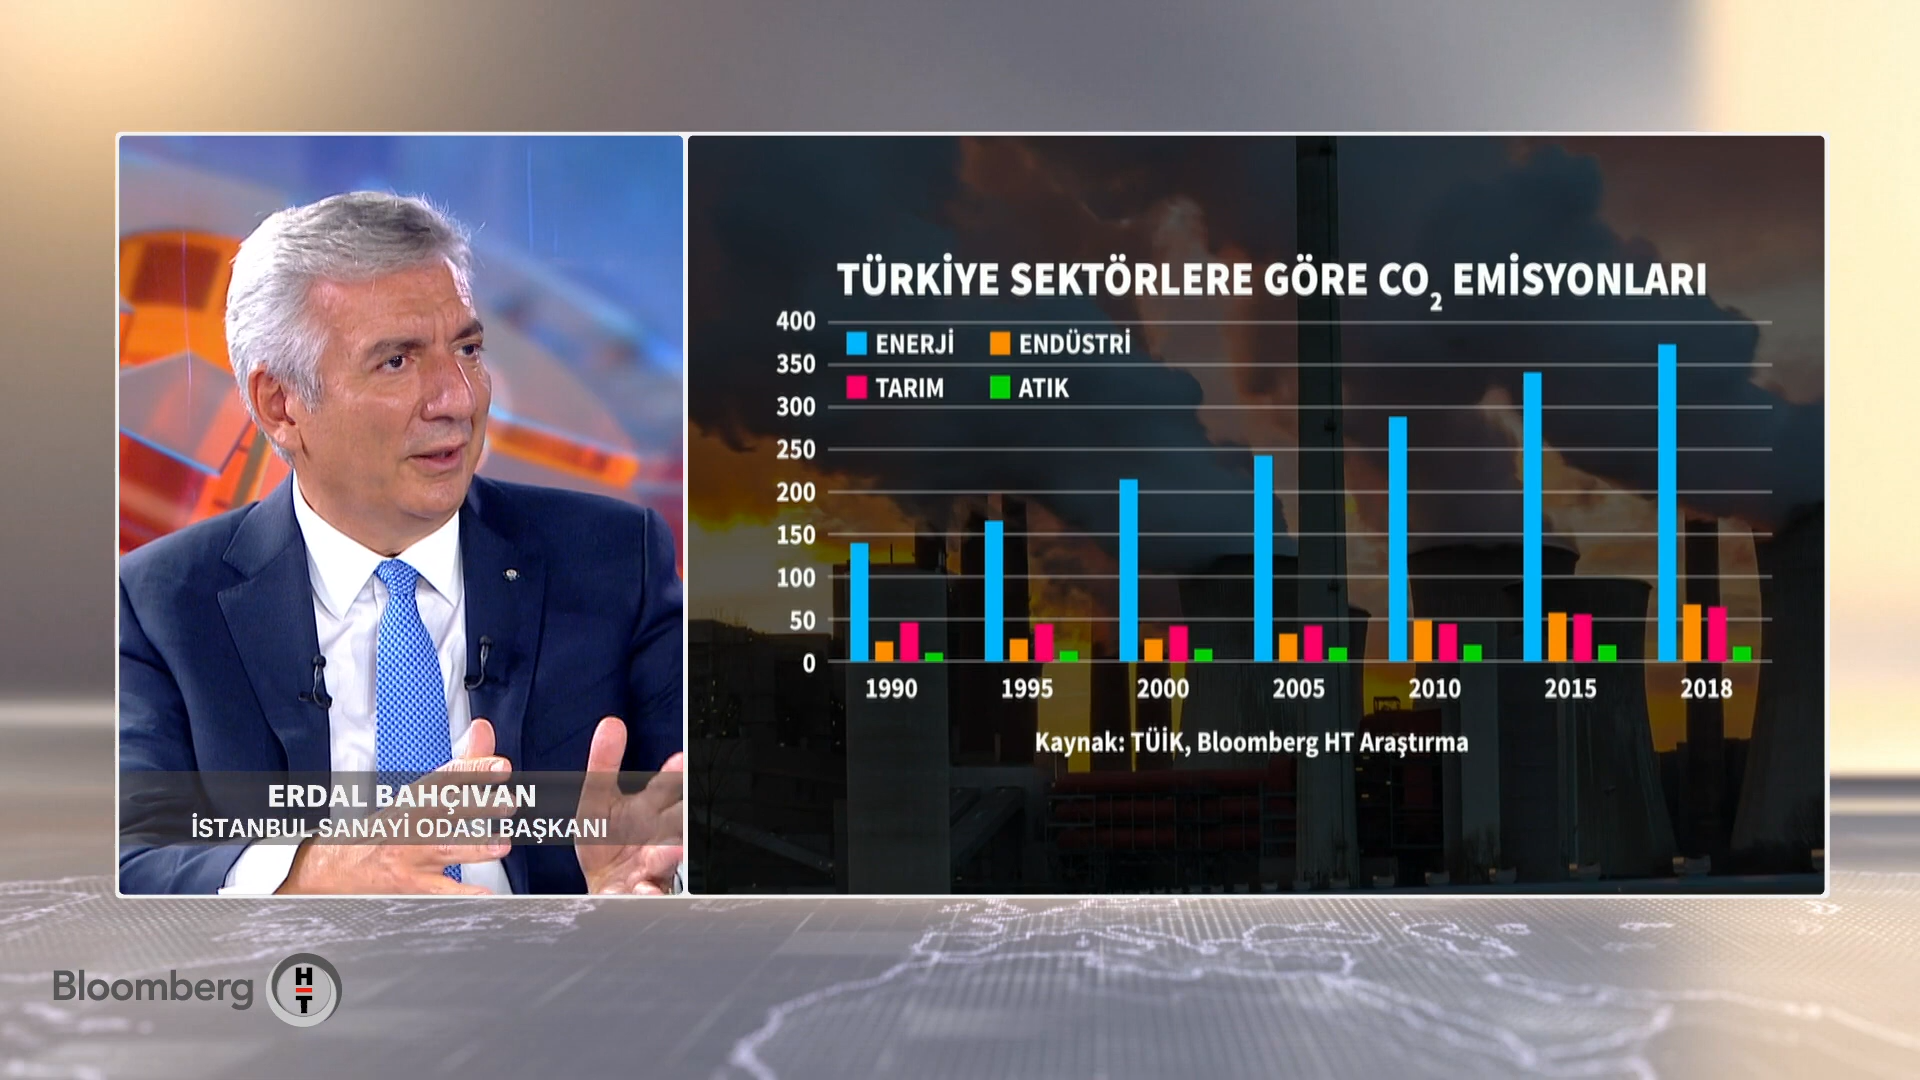 TÜRKİYE SEKTÖRLERE GÖRE CO₂ EMİSYONLARI
400
350
300
250
200
150
100
50
0
ENERJİ ENDÜSTRİ
TARIM ATIK
1990 1995 2000 2005 2010 2015 2018
Kaynak: TÜİK, Bloomberg HT Araştırma
ERDAL BAHÇIVAN
İSTANBUL SANAYİ ODASI BAŞKANI
Bloomberg HT